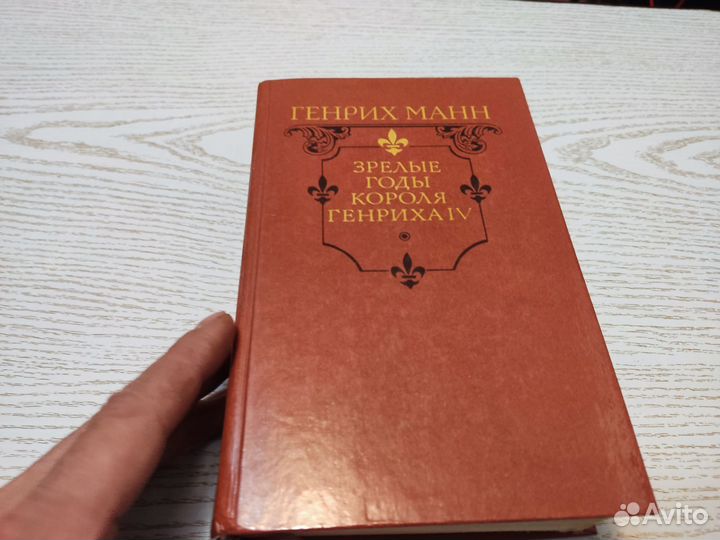 ГЕНРИХ МАНН
ЗРЕЛЫЕ
ГОДЫ
КОРОЛЯ
ГЕНРИХА IV
Avito